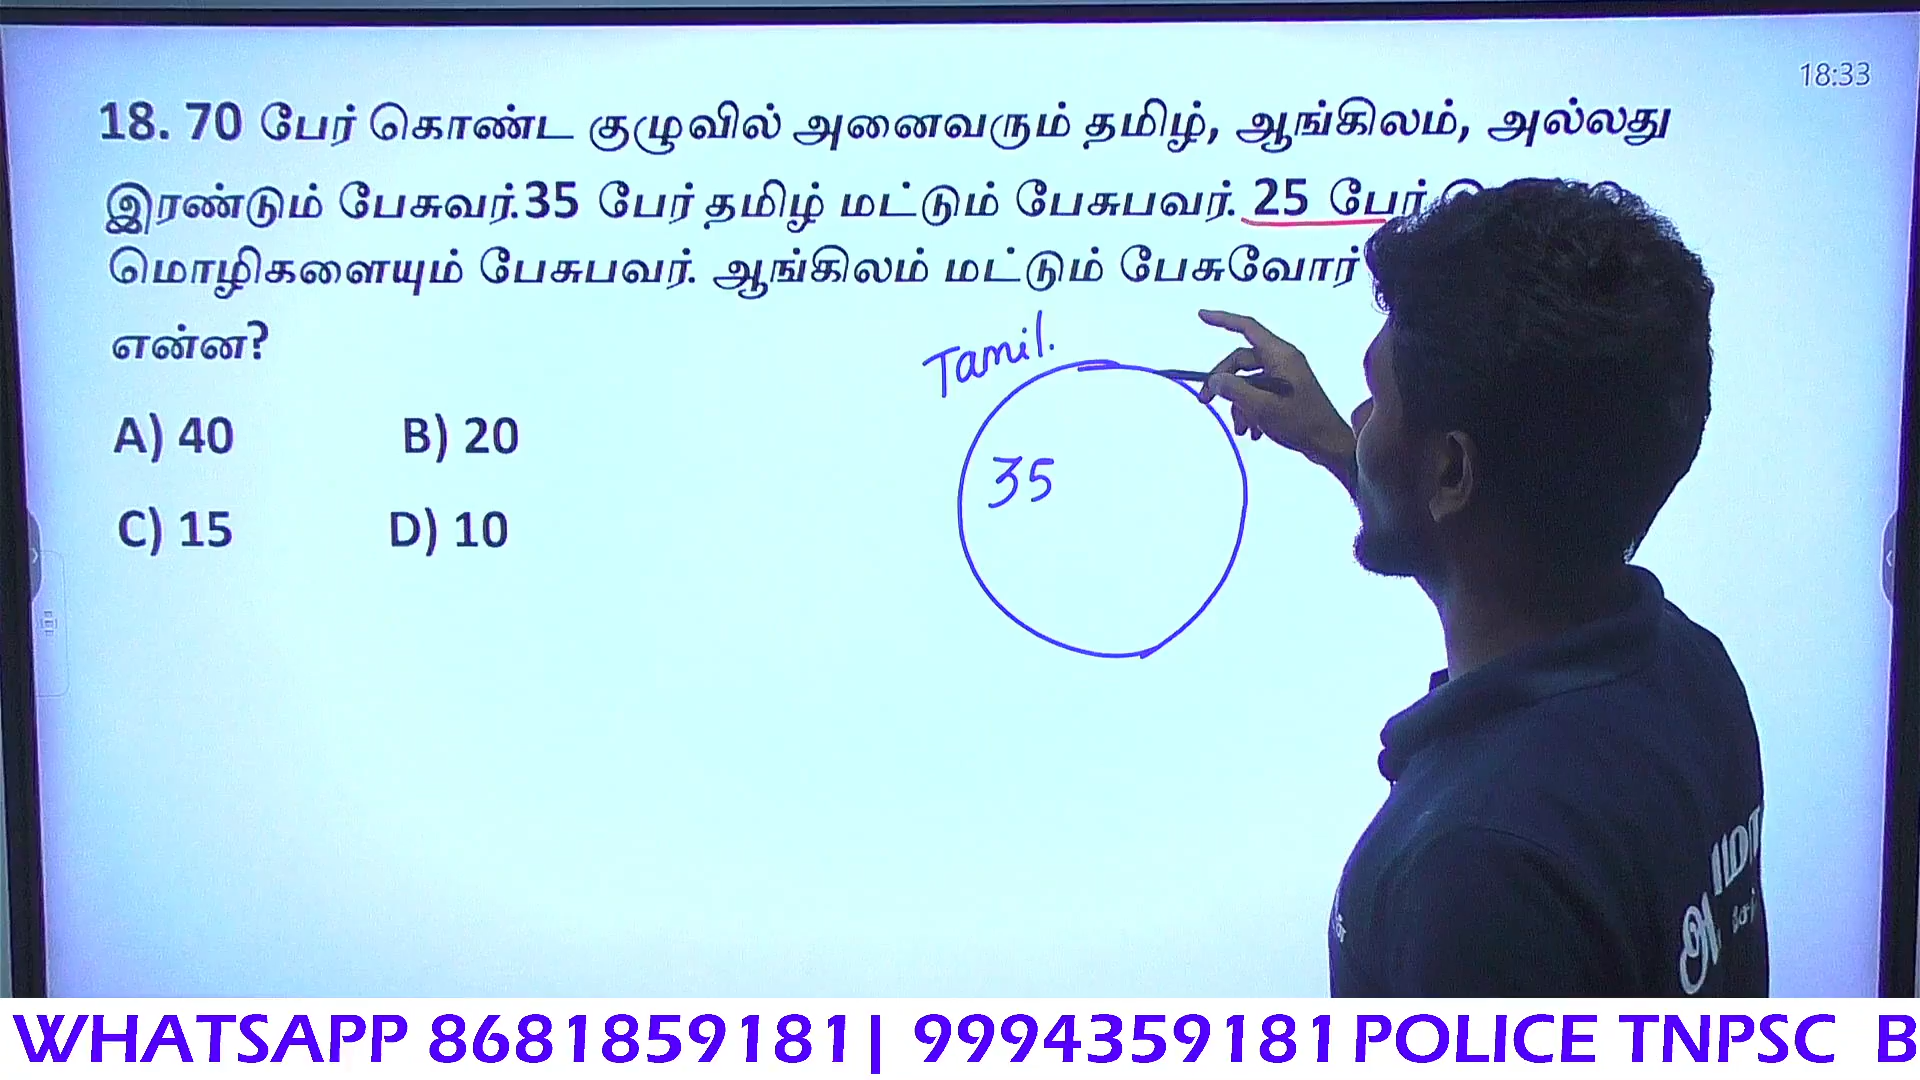 18:33
18. 70 பேர் கொண்ட குழுவில் அனைவரும் தமிழ், ஆங்கிலம், அல்லது
இரண்டும் பேசுவர்.35 பேர் தமிழ் மட்டும் பேசுபவர். 25 பேர்
மொழிகளையும் பேசுபவர். ஆங்கிலம் மட்டும் பேசுவோர்
என்ன?
Tamil.
A) 40 B) 20
35
C) 15 D) 10
WHATSAPP 8681859181| 9994359181 POLICE TNPSC B